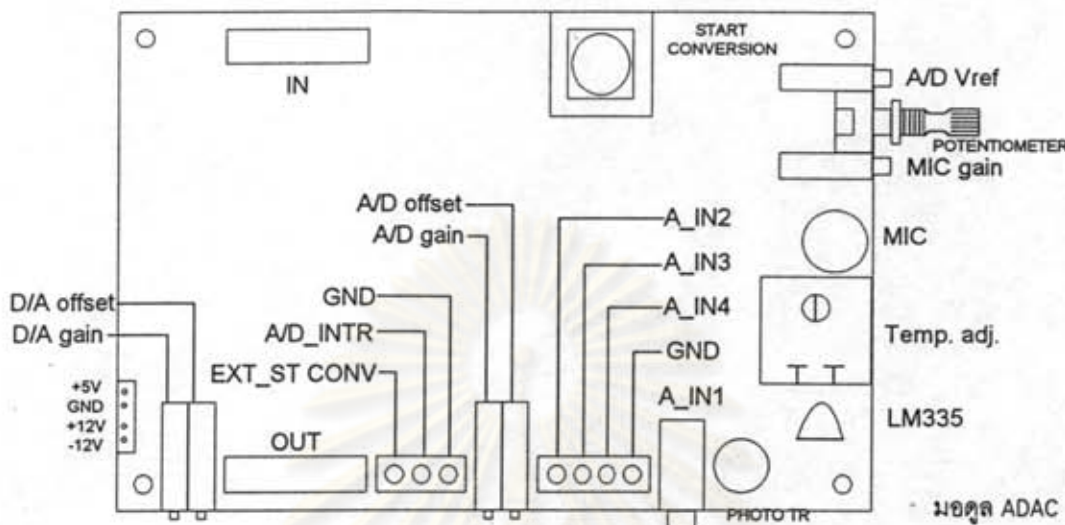 START
CONVERSION
IN
A/D Vref
POTENTIOMETER
MIC gain
A/D offset
A/D gain
A_IN2
MIC
A_IN3
D/A offset
GND
A_IN4
D/A gain
A/D_INTR
Temp. adj.
GND
EXT_ST CONV
+5V
GND
+12V
-12V
A_IN1
LM335
OUT
PHOTO TR
มอดูล ADAC